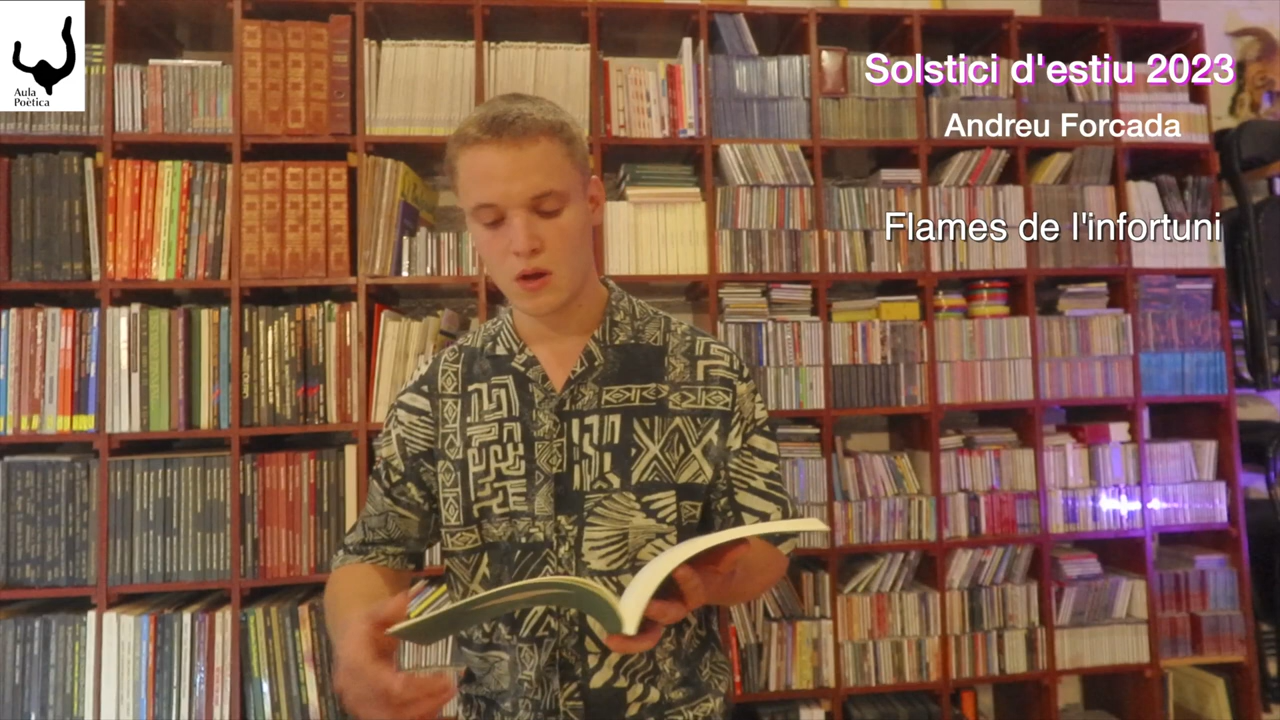 Aula
Poètica
Solstici d'estiu 2023
Andreu Forcada
Flames de l'infortuni